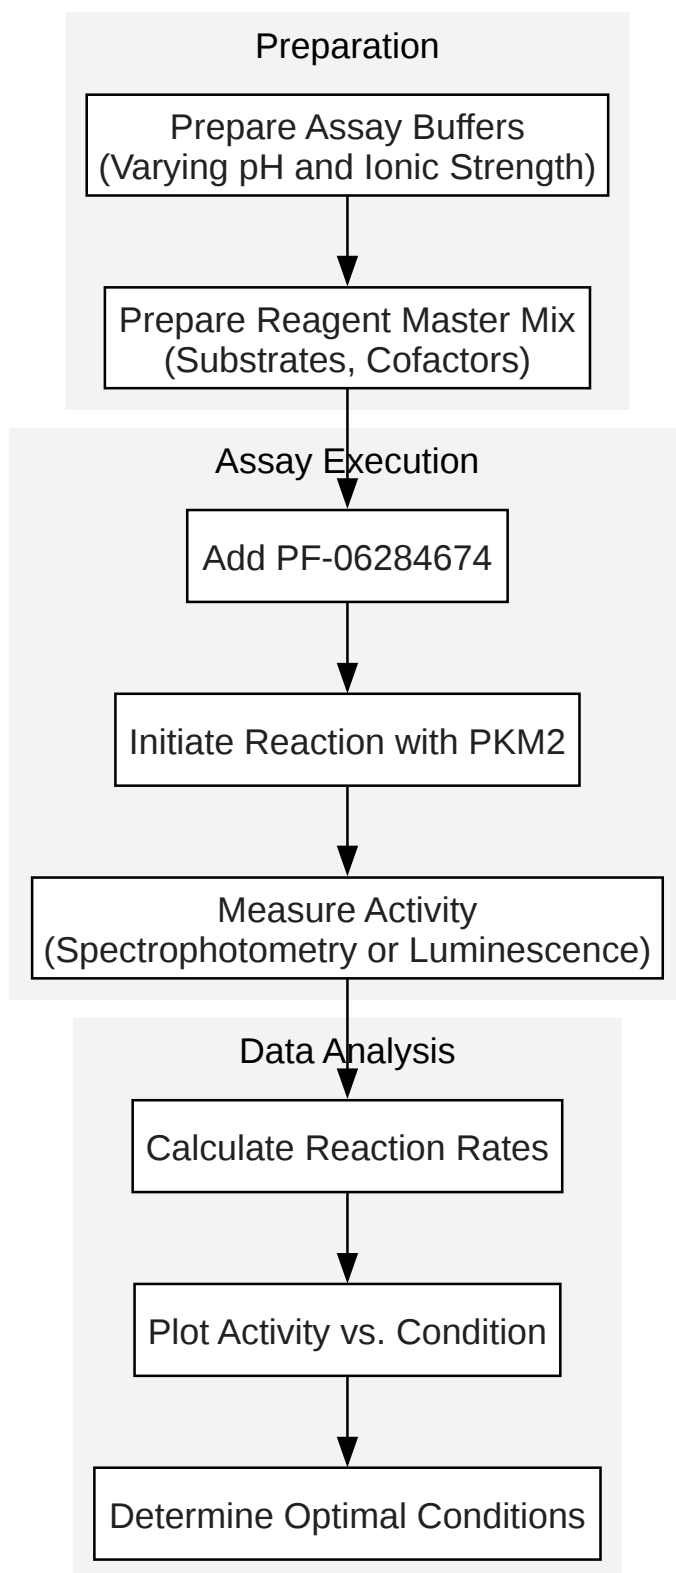 Preparation
Prepare Assay Buffers
(Varying pH and Ionic Strength)
Prepare Reagent Master Mix
(Substrates, Cofactors)
Assay Execution
Add PF-06284674
Initiate Reaction with PKM2
Measure Activity
(Spectrophotometry or Luminescence)
Data Analysis
Calculate Reaction Rates
Plot Activity vs. Condition
Determine Optimal Conditions